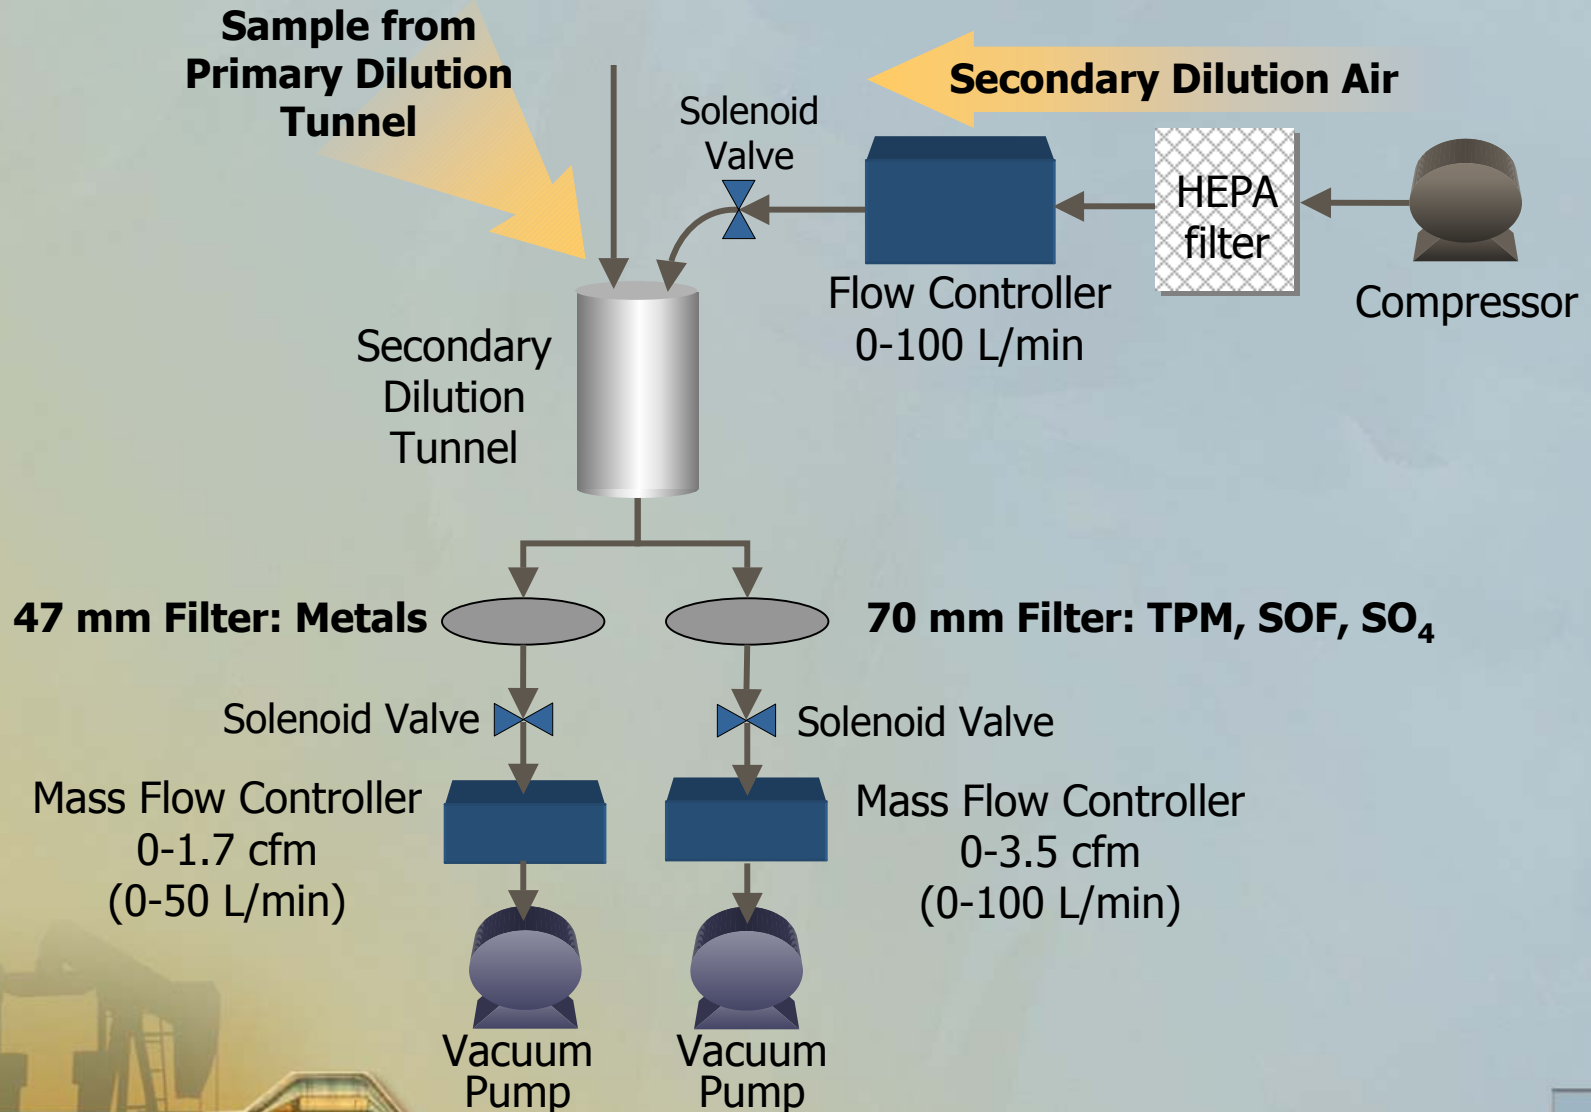 Sample from
Primary Dilution
Tunnel
Secondary Dilution Air
Solenoid
Valve
HEPA
filter
Flow Controller
0-100 L/min
Compressor
Secondary
Dilution
Tunnel
47 mm Filter: Metals
70 mm Filter: TPM, SOF, SO₄
Solenoid Valve
Solenoid Valve
Mass Flow Controller
0-1.7 cfm
(0-50 L/min)
Mass Flow Controller
0-3.5 cfm
(0-100 L/min)
Vacuum
Pump
Vacuum
Pump